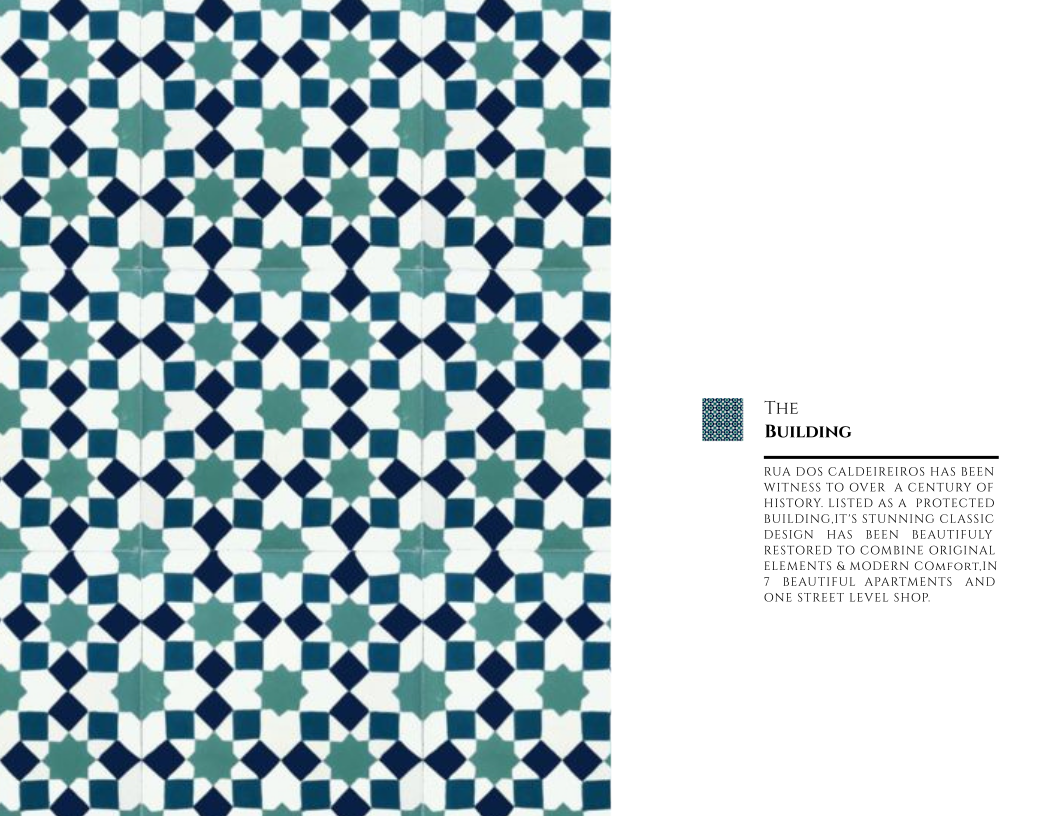 The
Building
RUA DOS CALDEIREIROS HAS BEEN
WITNESS TO OVER A CENTURY OF
HISTORY. LISTED AS A PROTECTED
BUILDING,IT'S STUNNING CLASSIC
DESIGN HAS BEEN BEAUTIFULY
RESTORED TO COMBINE ORIGINAL
ELEMENTS & MODERN COmfort,IN
7 BEAUTIFUL APARTMENTS AND
ONE STREET LEVEL SHOP.